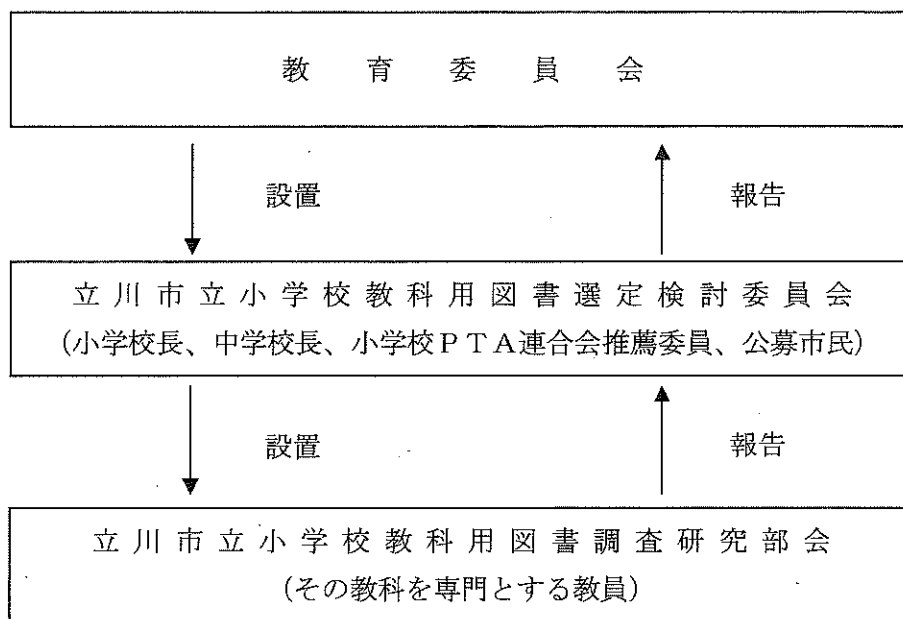 教育委員会
設置
報告
立川市立小学校教科用図書選定検討委員会
(小学校長、中学校長、小学校PTA連合会推薦委員、公募市民)
設置
報告
立川市立小学校教科用図書調査研究部会
(その教科を専門とする教員)